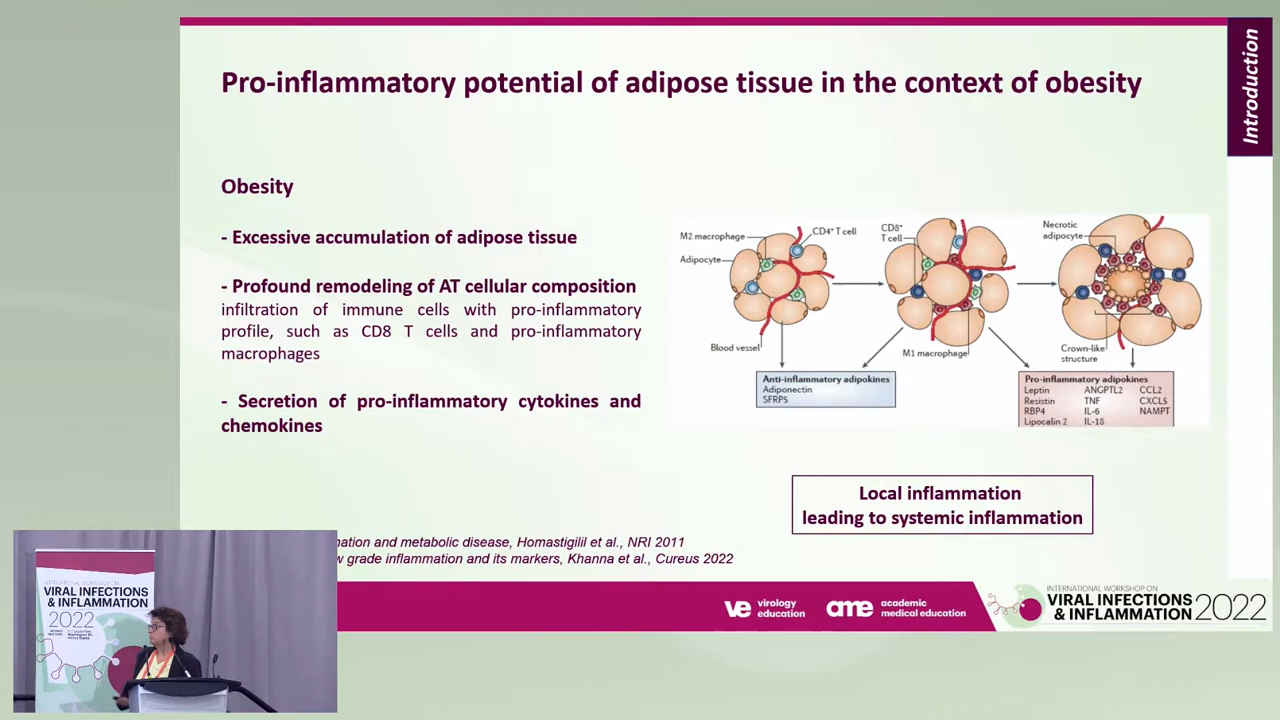 Introduction
Pro-inflammatory potential of adipose tissue in the context of obesity
Obesity
- Excessive accumulation of adipose tissue
- Profound remodeling of AT cellular composition
infiltration of immune cells with pro-inflammatory
profile, such as CD8 T cells and pro-inflammatory
macrophages
- Secretion of pro-inflammatory cytokines and
chemokines
M2 macrophage
CD4+ T cell
Adipocyte
Blood vessel
CD8+
T cell
M1 macrophage
Necrotic
adipocyte
Crown-like
structure
Anti-inflammatory adipokines
Adiponectin
SFRP5
Pro-inflammatory adipokines
Leptin ANGPTL2 CCL2
Resistin TNF CXCL5
RBP4 IL-6 NAMPT
Lipocalin 2 IL-18
Local inflammation
leading to systemic inflammation
and metabolic disease, Homastigilil et al., NRI 2011
grade inflammation and its markers, Khanna et al., Cureus 2022
ve virology
education
ame academic
medical education
INTERNATIONAL WORKSHOP ON
VIRAL INFECTIONS
& INFLAMMATION 2022
INTERNATIONAL WORKSHOP ON
VIRAL INFECTIONS
& INFLAMMATION
2022